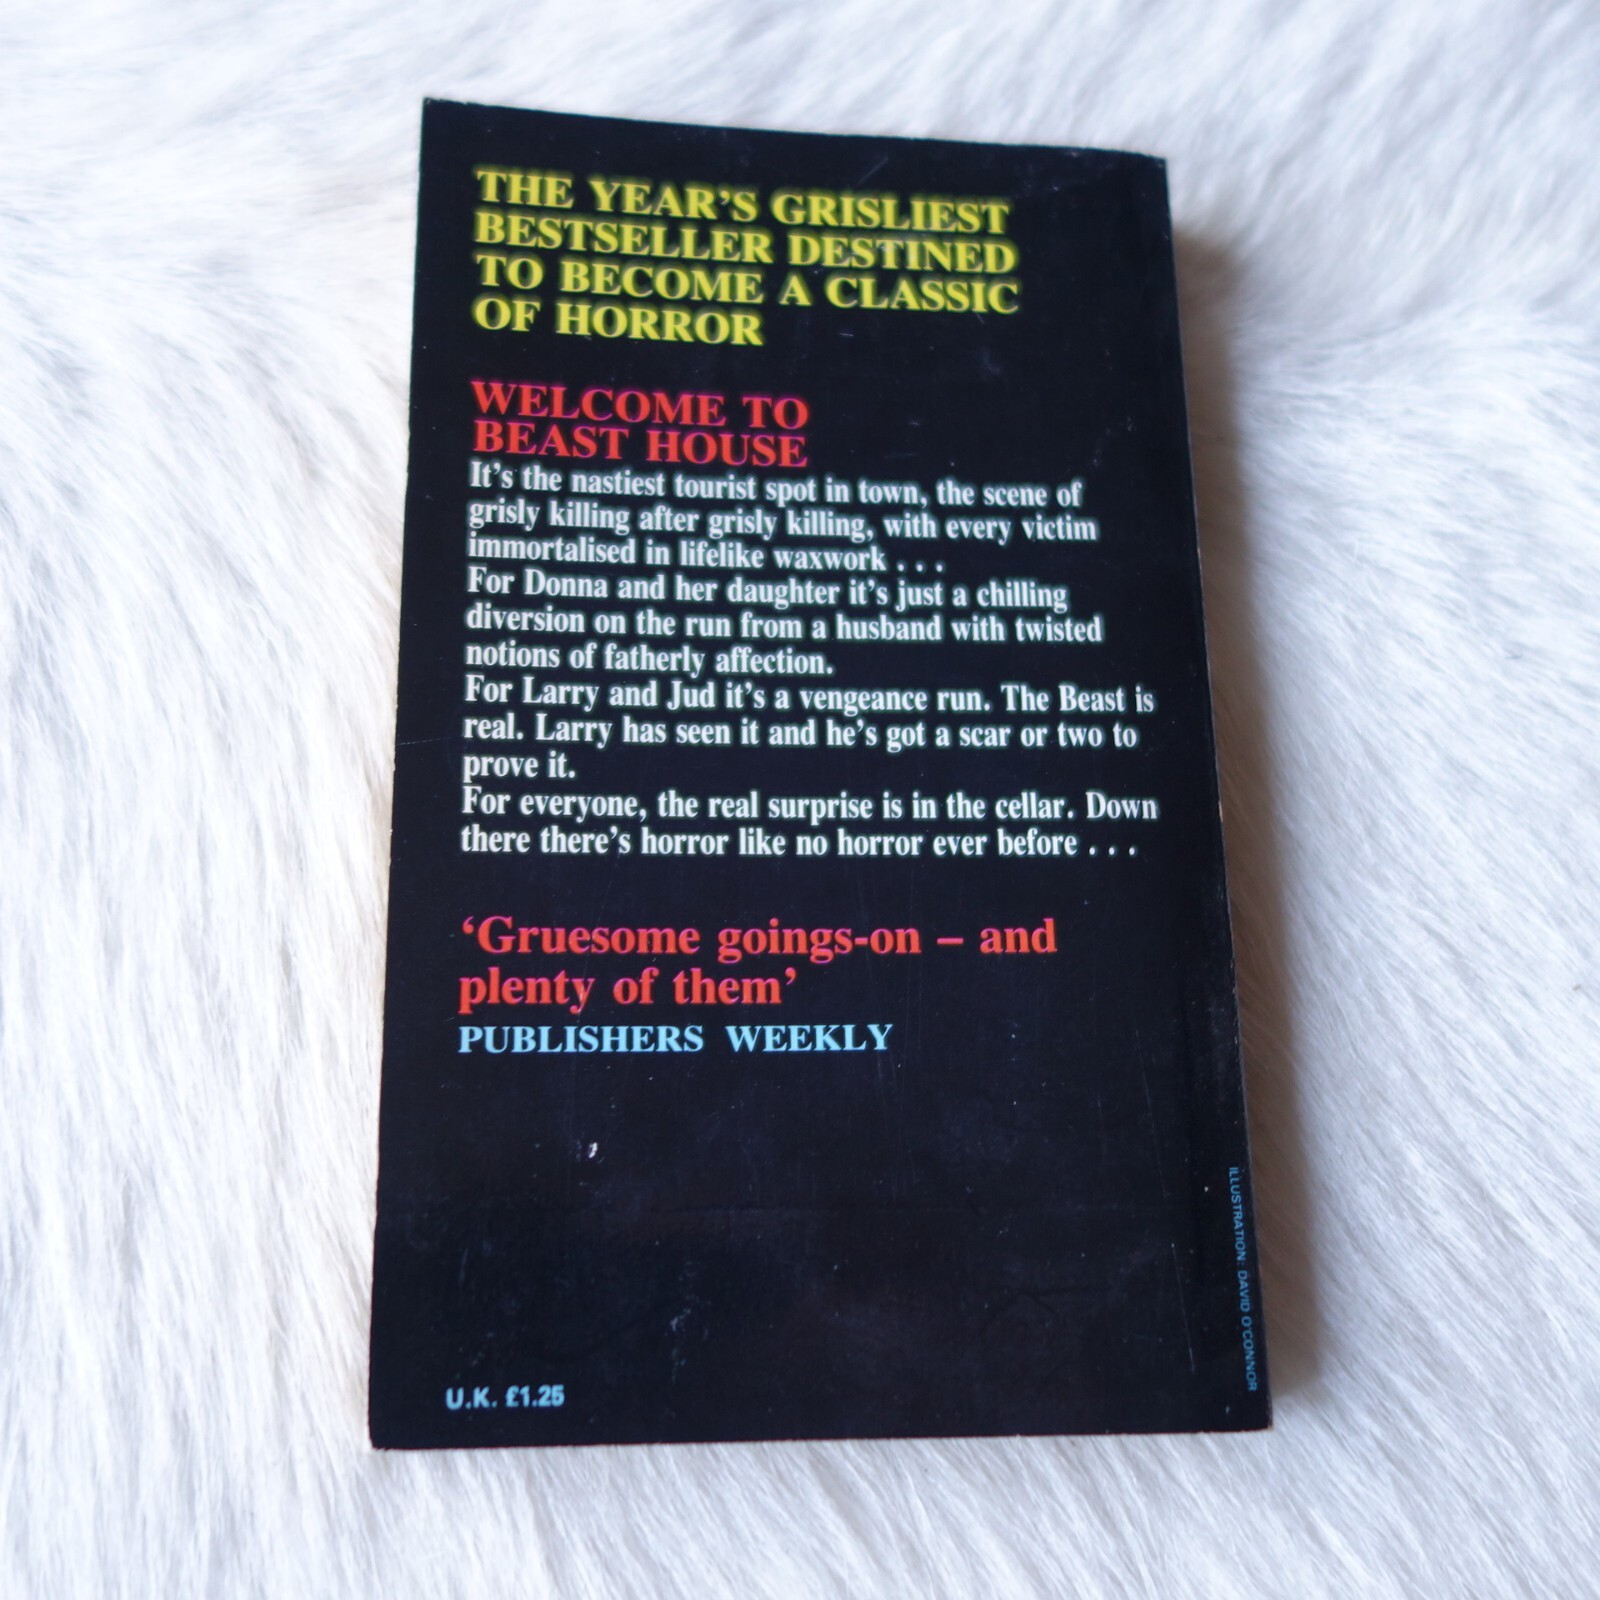 THE YEAR'S GRISLIEST
BESTSELLER DESTINED
TO BECOME A CLASSIC
OF HORROR
WELCOME TO
BEAST HOUSE
It's the nastiest tourist spot in town, the scene of
grisly killing after grisly killing, with every victim
immortalised in lifelike waxwork . . .
For Donna and her daughter it's just a chilling
diversion on the run from a husband with twisted
notions of fatherly affection.
For Larry and Jud it's a vengeance run. The Beast is
real. Larry has seen it and he's got a scar or two to
prove it.
For everyone, the real surprise is in the cellar. Down
there there's horror like no horror ever before . . .
‘Gruesome goings-on – and
plenty of them’
PUBLISHERS WEEKLY
ILLUSTRATION: DAVID O'CONNOR
U.K. £1.25